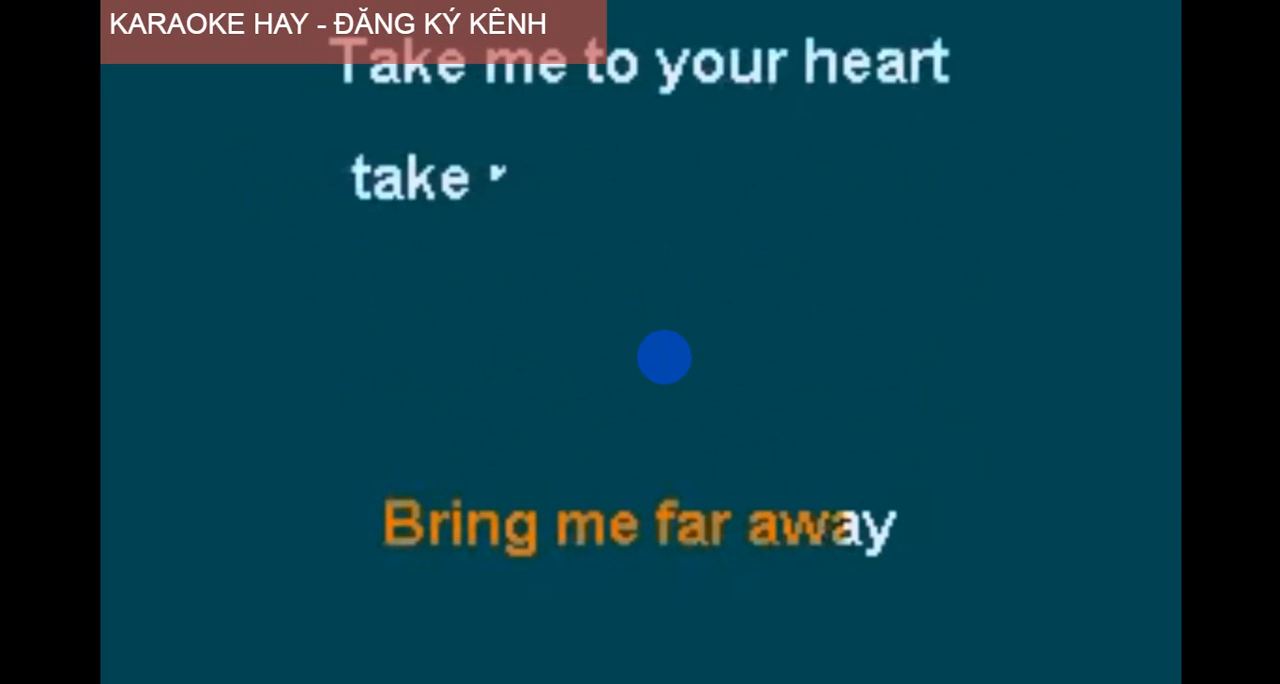 KARAOKE HAY - ĐĂNG KÝ KÊNH
Take me to your heart
take
Bring me far away